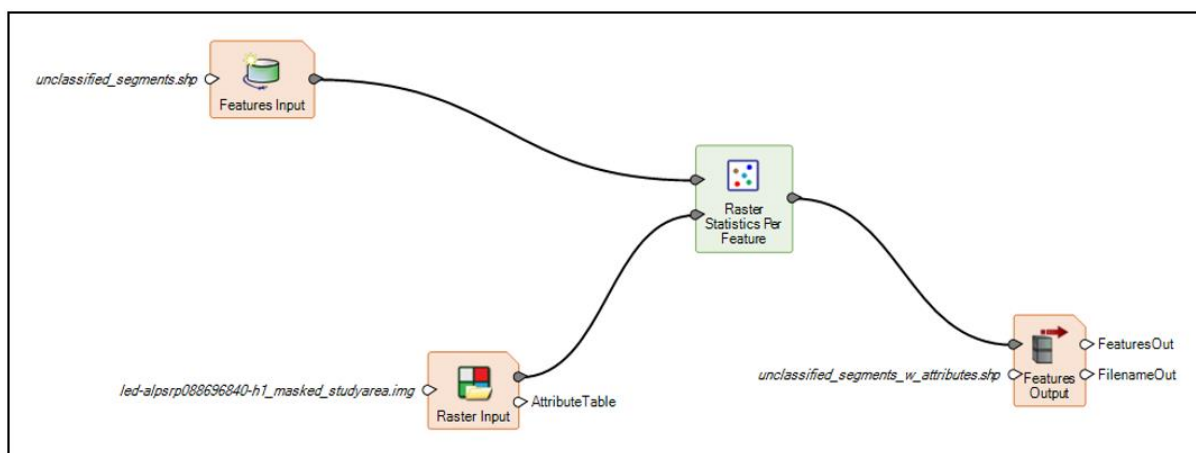 unclassified_segments.shp
Features Input
Raster
Statistics Per
Feature
led-alpsrp088696840-h1_masked_studyarea.img
Raster Input
AttributeTable
unclassified_segments_w_attributes.shp
Features
Output
FeaturesOut
FilenameOut